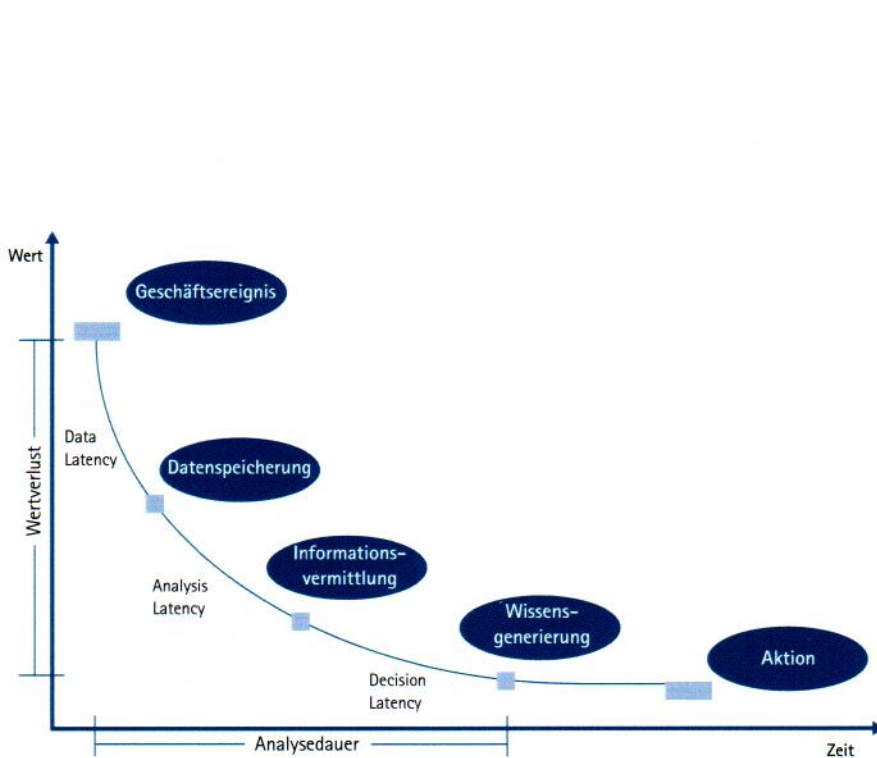 Wert
Geschäftsereignis
Data
Latency
Datenspeicherung
Wertverlust
Informations-
vermittlung
Analysis
Latency
Wissens-
generierung
Aktion
Decision
Latency
Analysedauer
Zeit